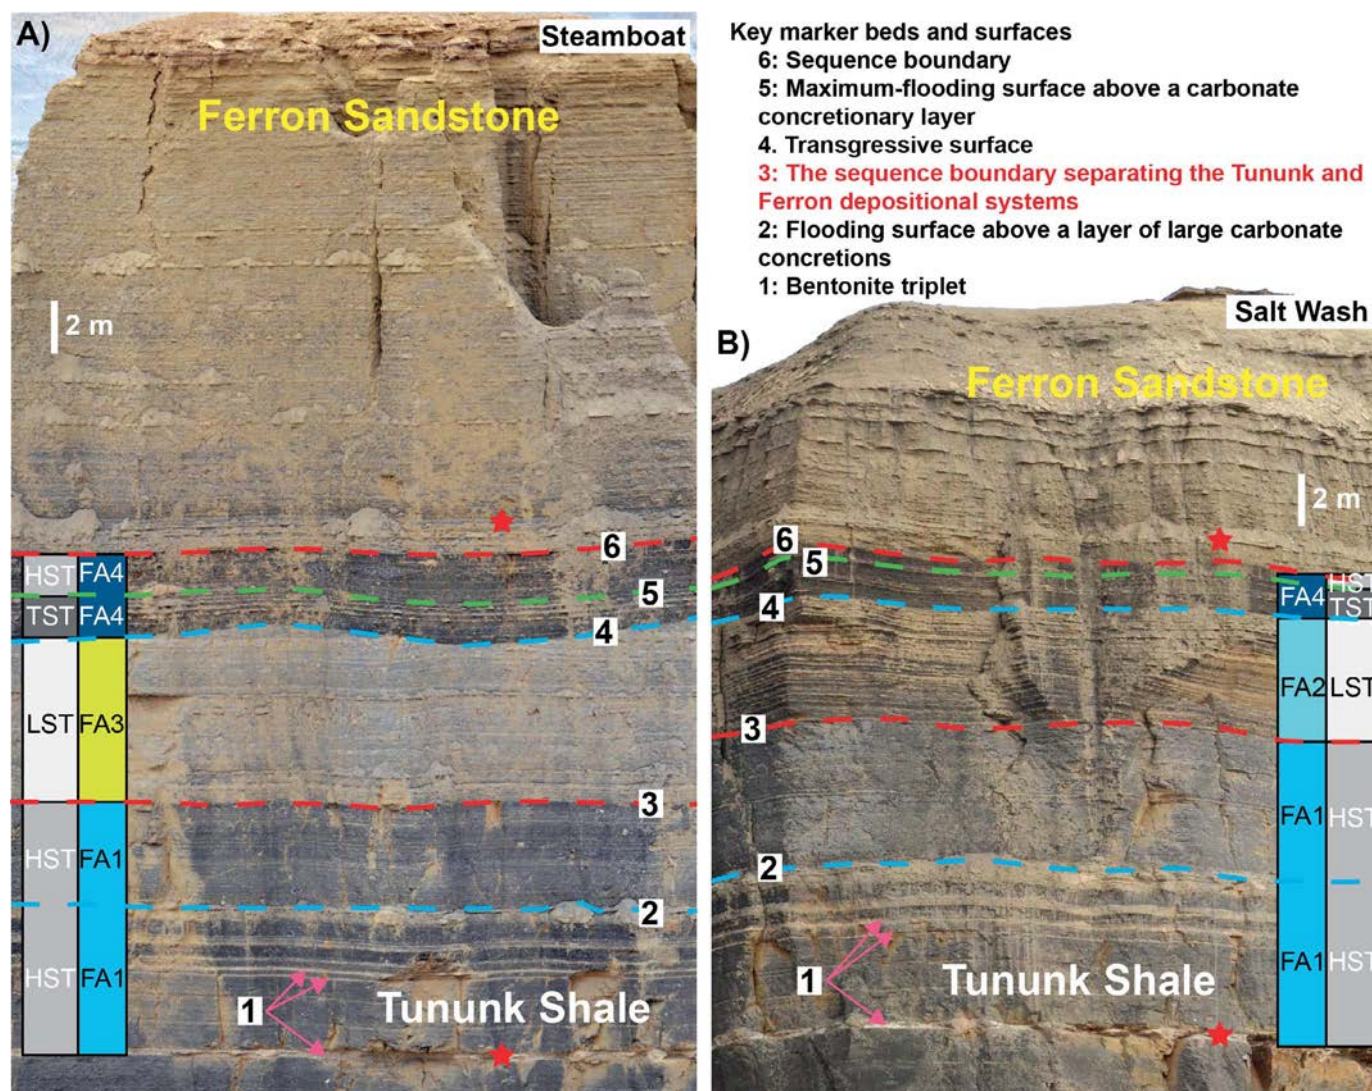 A)
Steamboat
Ferron Sandstone
2 m
6
HST FA4
5
TST FA4
4
LST FA3
3
HST FA1
2
HST FA1
1
Tununk Shale
Key marker beds and surfaces
6: Sequence boundary
5: Maximum-flooding surface above a carbonate
concretionary layer
4. Transgressive surface
3: The sequence boundary separating the Tununk and
Ferron depositional systems
2: Flooding surface above a layer of large carbonate
concretions
1: Bentonite triplet
Salt Wash
B)
Ferron Sandstone
2 m
6
5
HST
FA4
TST
4
FA2 LST
3
FA1 HST
2
FA1 HST
1
Tununk Shale